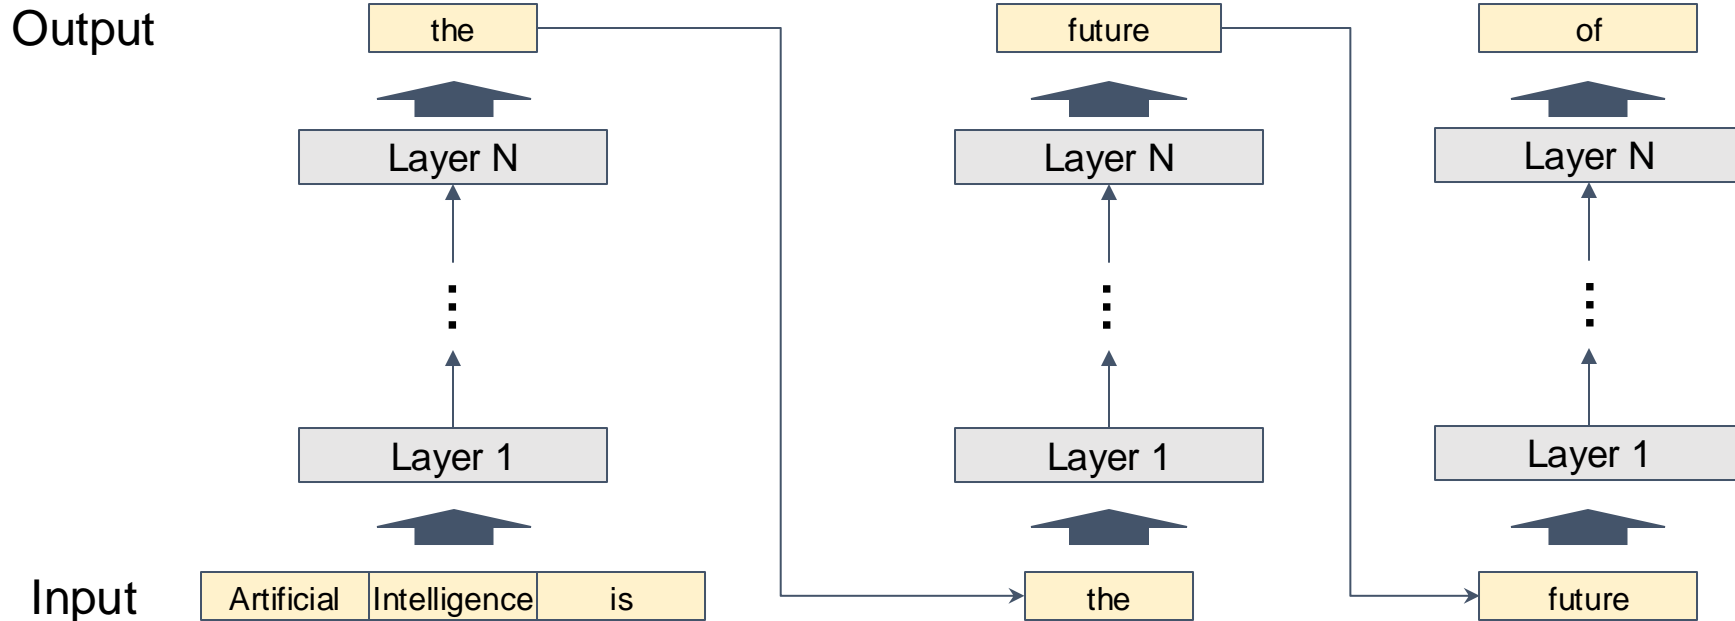 Output
the
future
of
Layer N
Layer N
Layer N
Layer 1
Layer 1
Layer 1
Input
Artificial Intelligence is
the
future